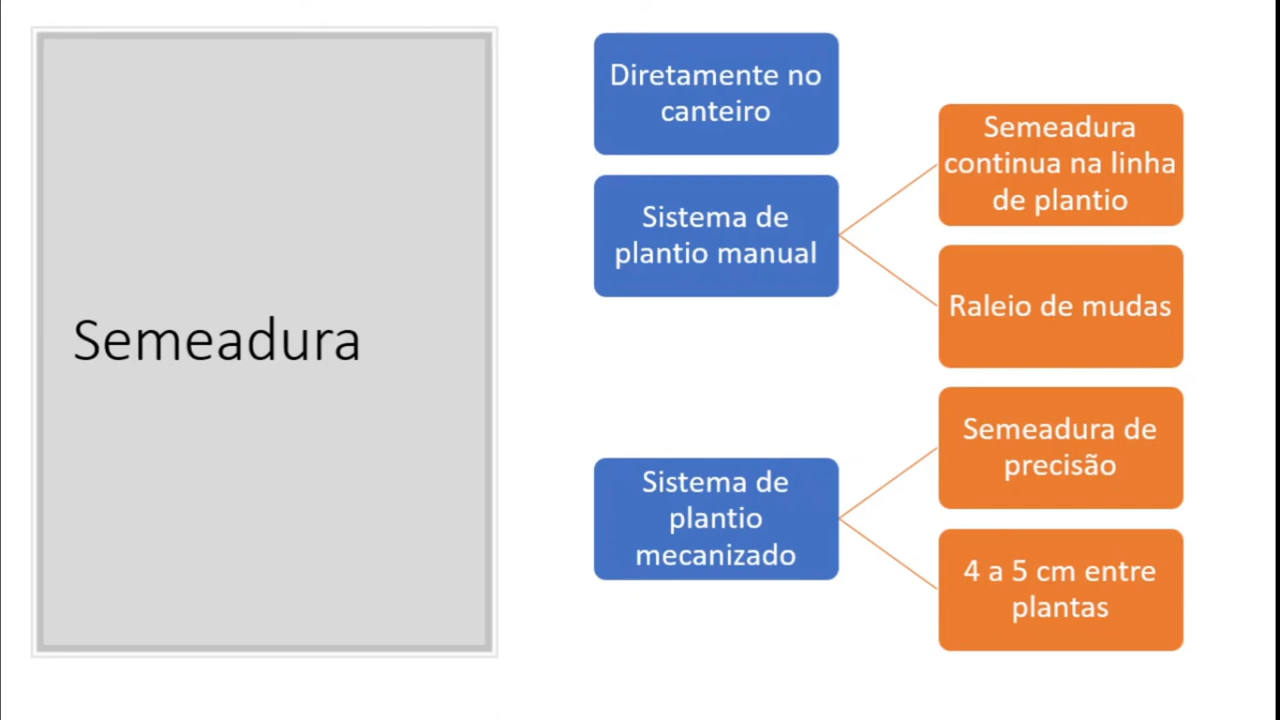 Semeadura
Diretamente no
canteiro
Sistema de
plantio manual
Semeadura
continua na linha
de plantio
Raleio de mudas
Sistema de
plantio
mecanizado
Semeadura de
precisão
4 a 5 cm entre
plantas